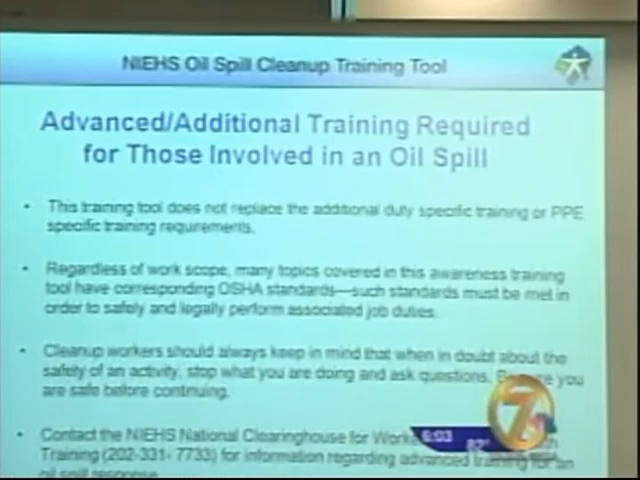 NIEHS Oil Spill Cleanup Training Tool
Advanced/Additional Training Required
for Those Involved in an Oil Spill
• This training tool does not replace the additional duty specific training or PPE
specific training requirements.
• Regardless of work scope, many topics covered in this awareness training
tool have corresponding OSHA standards—such standards must be met in
order to safely and legally perform associated job duties.
• Cleanup workers should always keep in mind that when in doubt about the
safety of an activity, stop what you are doing and ask questions. you
are safe before continuing.
• Contact the NIEHS National Clearinghouse for
Training (202-331- 7733) for information regarding advanced training for an
oil spill response.
7
6:03
82°